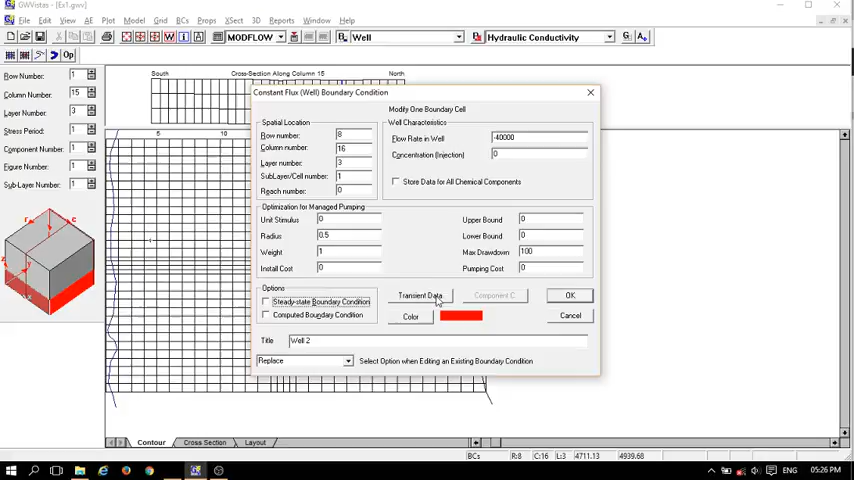 GWVistas - [Ex1.gwv]
File Edit View AE Plot Model Grid BCs Props XSect 3D Reports Window Help
MODFLOW Well Hydraulic Conductivity
Op
Row Number: 1
Column Number: 15
Layer Number: 3
Stress Period: 1
Component Number: 1
Figure Number: 1
Sub-Layer Number: 1
South Cross-Section Along Column 15 North
5 10
Constant Flux (Well) Boundary Condition
Modify One Boundary Cell
Spatial Location
Row number: 8
Column number: 16
Layer number: 3
SubLayer/Cell number: 1
Reach number: 0
Well Characteristics
Flow Rate in Well -40000
Concentration (Injection) 0
Store Data for All Chemical Components
Optimization for Managed Pumping
Unit Stimulus 0 Upper Bound 0
Radius 0.5 Lower Bound 0
Weight 1 Max Drawdown 100
Install Cost 0 Pumping Cost 0
Options
Steady-state Boundary Condition
Computed Boundary Condition
Transient Data Component C OK
Color Cancel
Title Well 2
Replace Select Option when Editing an Existing Boundary Condition
Contour Cross Section Layout
BCs R:8 C:16 L:3 4711.13 4939.68
ENG 05:26 PM